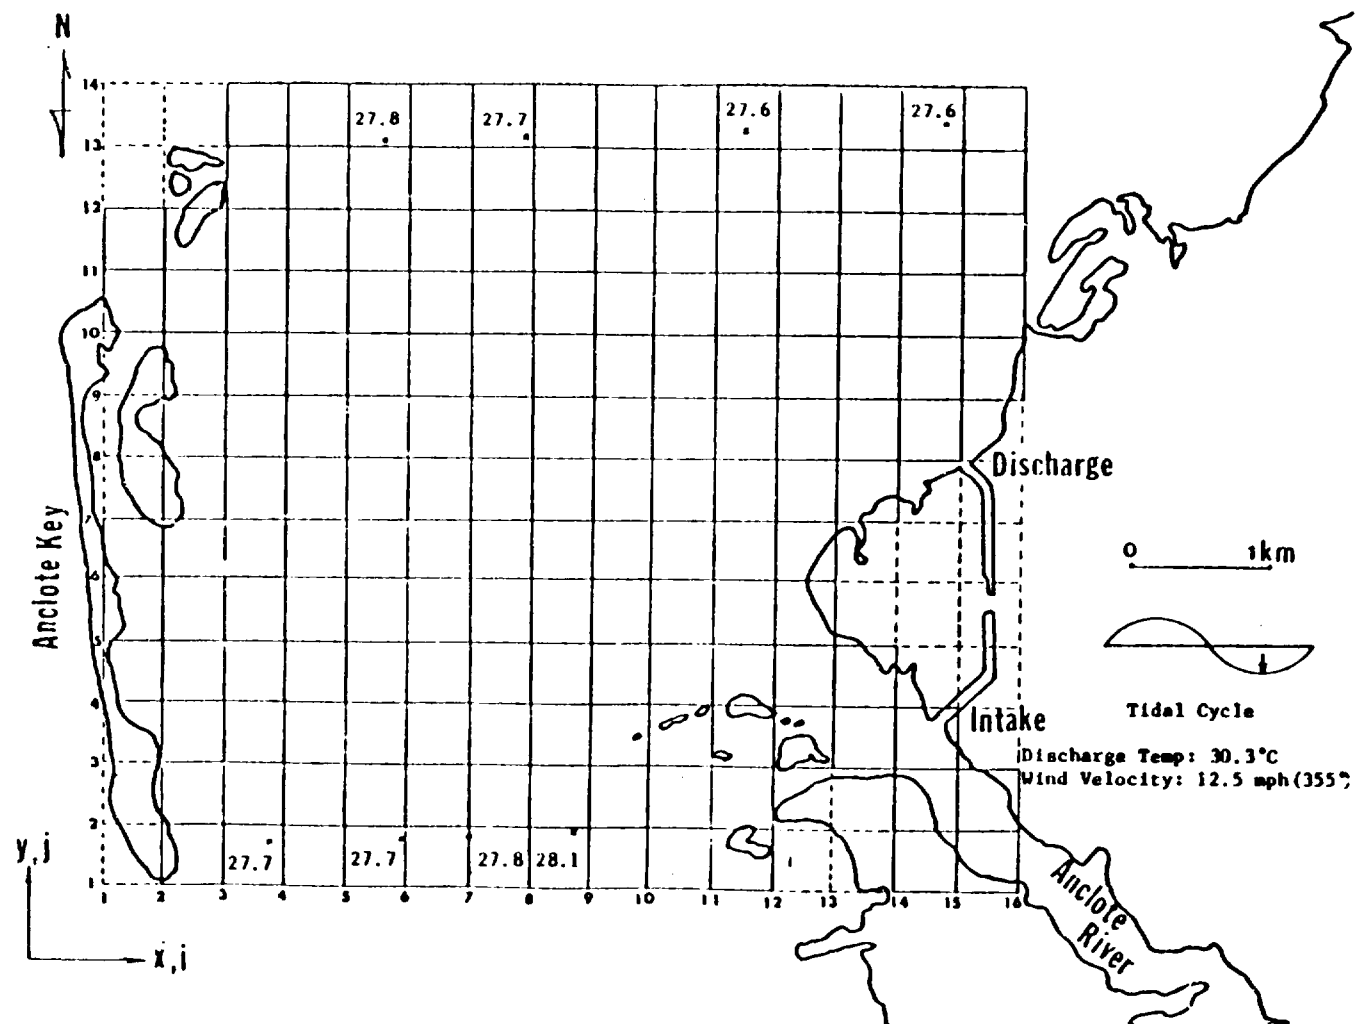 N
14
27.8 27.7 27.6 27.6
13
12
11
10
9
8
Discharge
7
Anclote Key
6
0 1km
5
4
Intake
Tidal Cycle
3
Discharge Temp: 30.3°C
Wind Velocity: 12.5 mph (355°)
2
y,j
27.7 27.7 27.8 28.1
1
1 2 3 4 5 6 7 8 9 10 11 12 13 14 15 16
Anclote
River
x,i